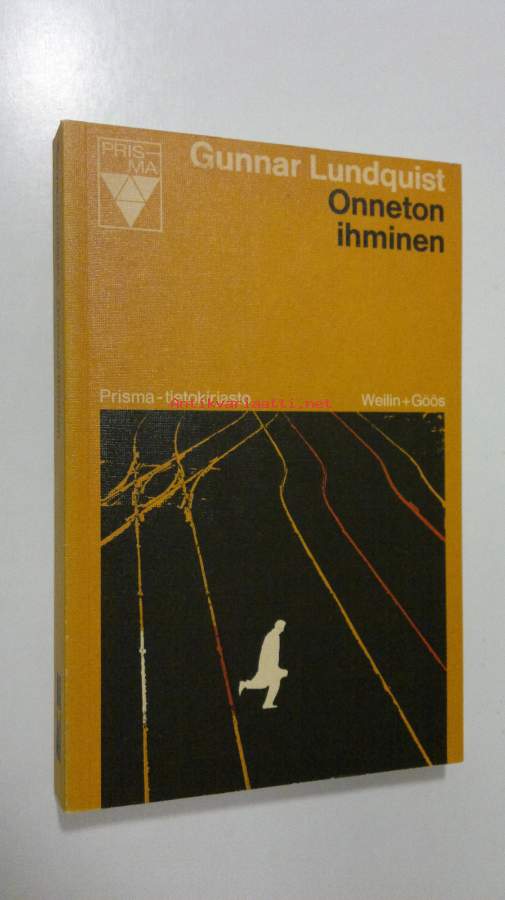 PRIS-
MA
Gunnar Lundquist
Onneton
ihminen
Prisma-tietokirjasto
Weilin+Göös
Antikvariaatti.net